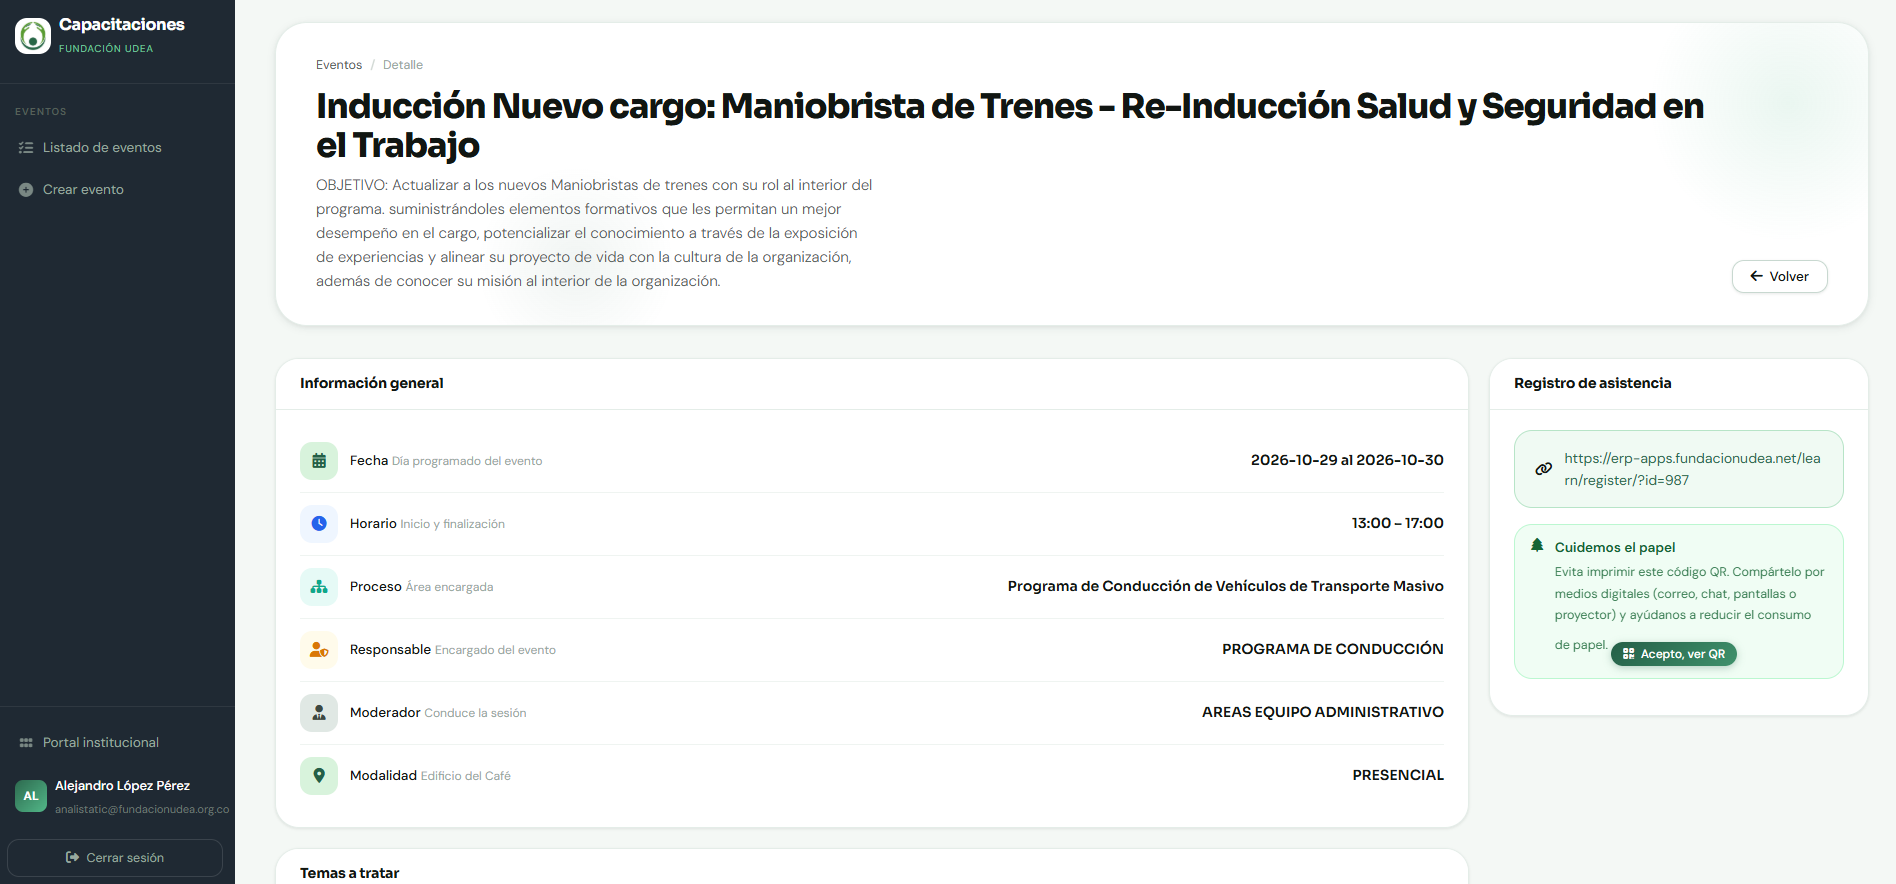 Capacitaciones
FUNDACIÓN UDEA
EVENTOS
Listado de eventos
Crear evento
Portal institucional
AL
Alejandro López Pérez
analistatic@fundacionudea.org.co
Cerrar sesión
Eventos / Detalle
Inducción Nuevo cargo: Maniobrista de Trenes - Re-Inducción Salud y Seguridad en
el Trabajo
OBJETIVO: Actualizar a los nuevos Maniobristas de trenes con su rol al interior del
programa. suministrándoles elementos formativos que les permitan un mejor
desempeño en el cargo, potencializar el conocimiento a través de la exposición
de experiencias y alinear su proyecto de vida con la cultura de la organización,
además de conocer su misión al interior de la organización.
Volver
Información general
Fecha Día programado del evento 2026-10-29 al 2026-10-30
Horario Inicio y finalización 13:00 – 17:00
Proceso Área encargada Programa de Conducción de Vehículos de Transporte Masivo
Responsable Encargado del evento PROGRAMA DE CONDUCCIÓN
Moderador Conduce la sesión AREAS EQUIPO ADMINISTRATIVO
Modalidad Edificio del Café PRESENCIAL
Temas a tratar
Registro de asistencia
https://erp-apps.fundacionudea.net/lea
rn/register/?id=987
Cuidemos el papel
Evita imprimir este código QR. Compártelo por
medios digitales (correo, chat, pantallas o
proyector) y ayúdanos a reducir el consumo
de papel. Acepto, ver QR